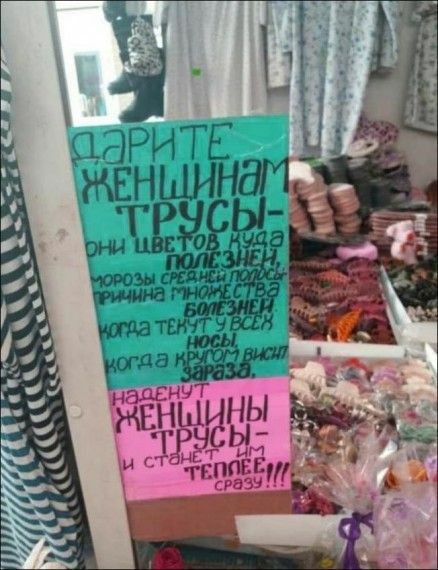 ДАРИТЕ
ЖЕНЩИНАМ
ТРУСЫ-
ОНИ ЦВЕТОВ КУДА
ПОЛЕЗНЕЙ,
МОРОЗЫ СРЕДНЕЙ ПОЛОСЫ-
ПРИЧИНА МНОЖЕСТВА
БОЛЕЗНЕЙ,
КОГДА ТЕКУТ У ВСЕХ
НОСЫ,
КОГДА КРУГОМ ВИСИТ
ЗАРАЗА,
НАДЕНУТ
ЖЕНЩИНЫ
ТРУСЫ-
И СТАНЕТ ИМ
ТЕПЛЕЕ
СРАЗУ!!!